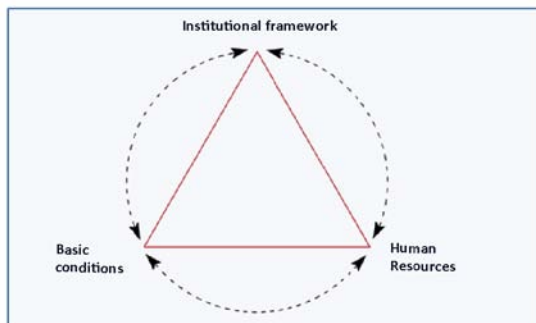 Institutional framework
Basic
conditions
Human
Resources